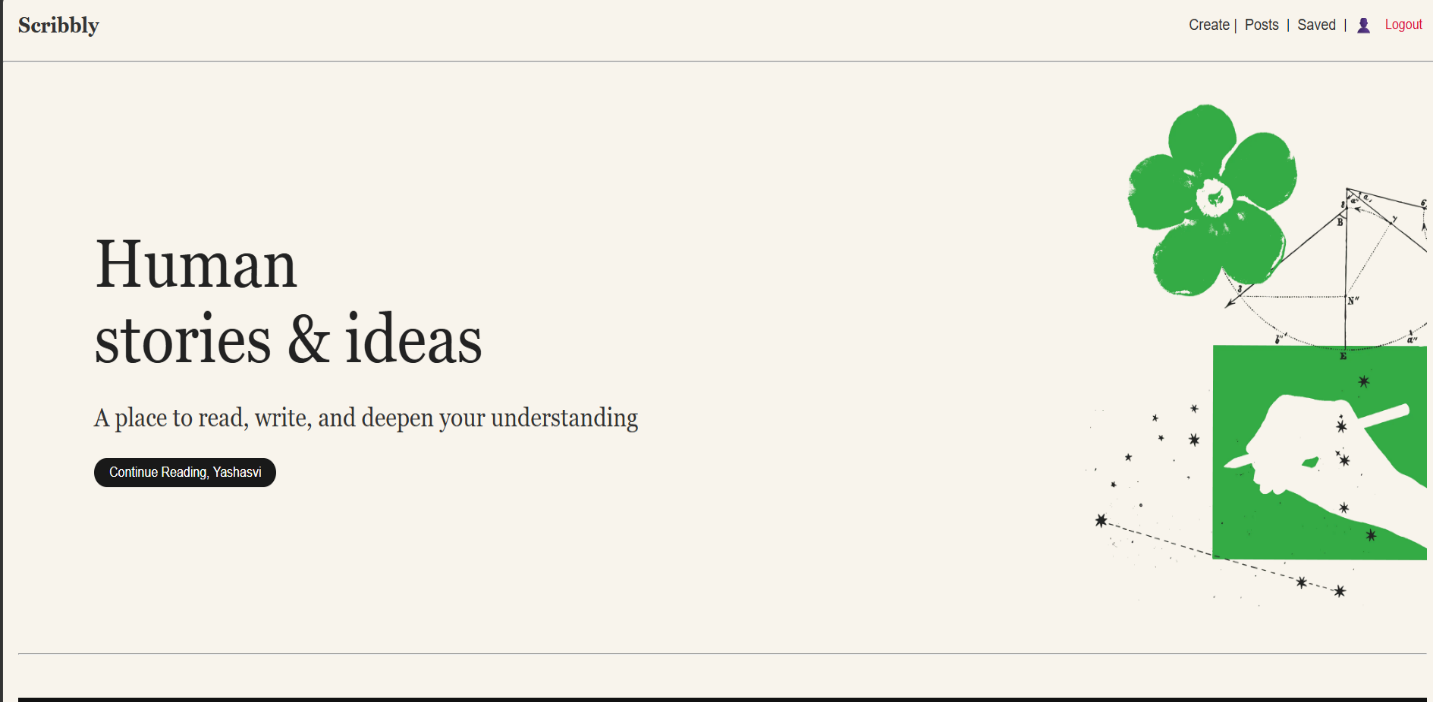 Scribbly
Create | Posts | Saved | Logout
Human
stories & ideas
A place to read, write, and deepen your understanding
Continue Reading, Yashasvi
B
N"
E
b"
a"